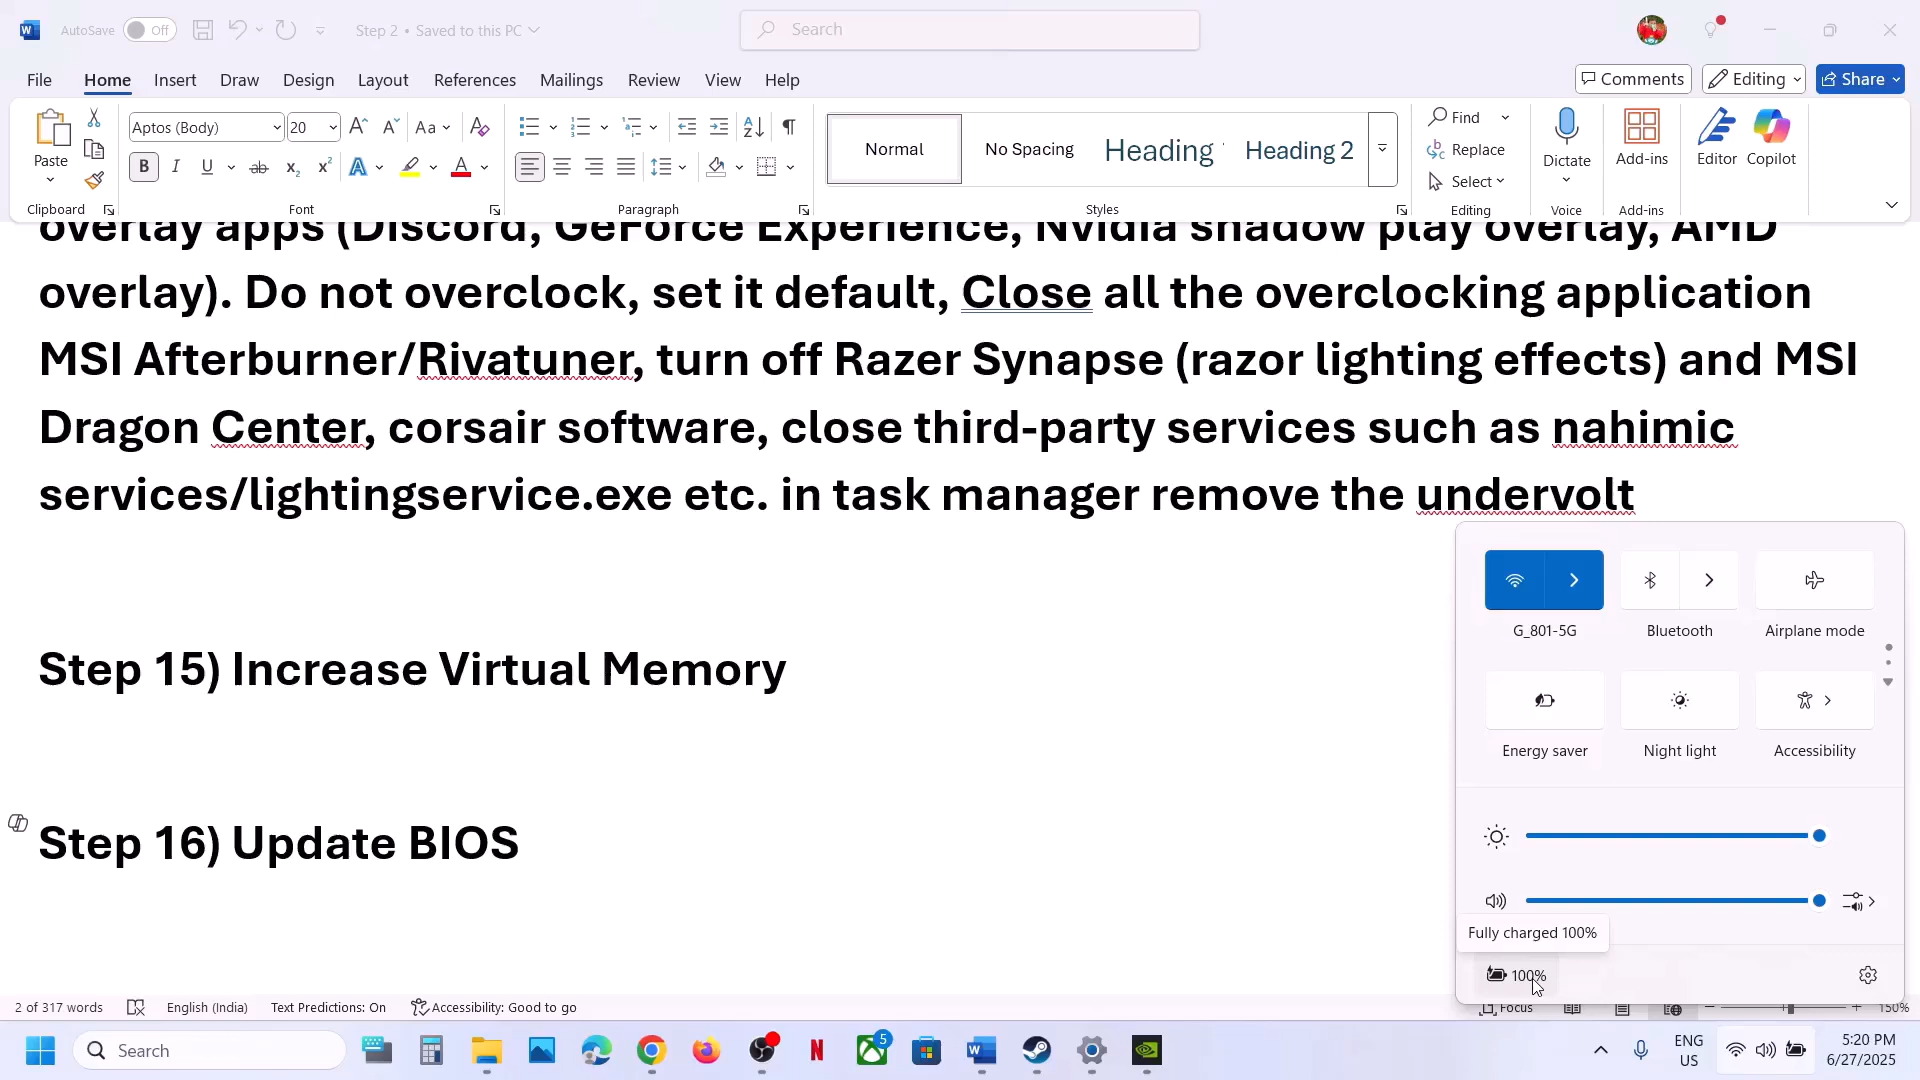 AutoSave Off Step 2 • Saved to this PC Search
File Home Insert Draw Design Layout References Mailings Review View Help Comments Editing Share
Paste
Clipboard
Aptos (Body) 20 Aa
B I U ab x₂ x² A A
Font
Paragraph
Normal No Spacing Heading Heading 2
Styles
Find
Replace
Select
Editing
Dictate
Voice
Add-ins
Add-ins
Editor Copilot
overlay apps (Discord, GeForce Experience, Nvidia shadow play overlay, AMD
overlay). Do not overclock, set it default, Close all the overclocking application
MSI Afterburner/Rivatuner, turn off Razer Synapse (razor lighting effects) and MSI
Dragon Center, corsair software, close third-party services such as nahimic
services/lightingservice.exe etc. in task manager remove the undervolt
Step 15) Increase Virtual Memory
Step 16) Update BIOS
G_801-5G Bluetooth Airplane mode
Energy saver Night light Accessibility
Fully charged 100%
100%
2 of 317 words English (India) Text Predictions: On Accessibility: Good to go Focus 150%
Search 5 ENG 5:20 PM
US 6/27/2025